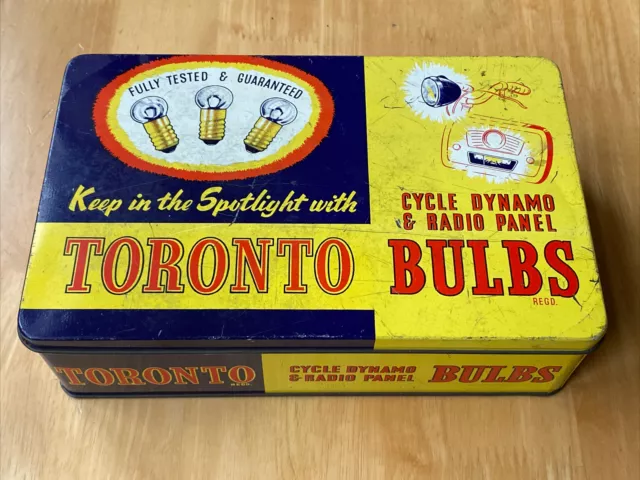 FULLY TESTED & GUARANTEED
Keep in the Spotlight with
TORONTO
CYCLE DYNAMO
& RADIO PANEL
BULBS
REGD.
TORONTO
REGD.
CYCLE DYNAMO
& RADIO PANEL
BULBS